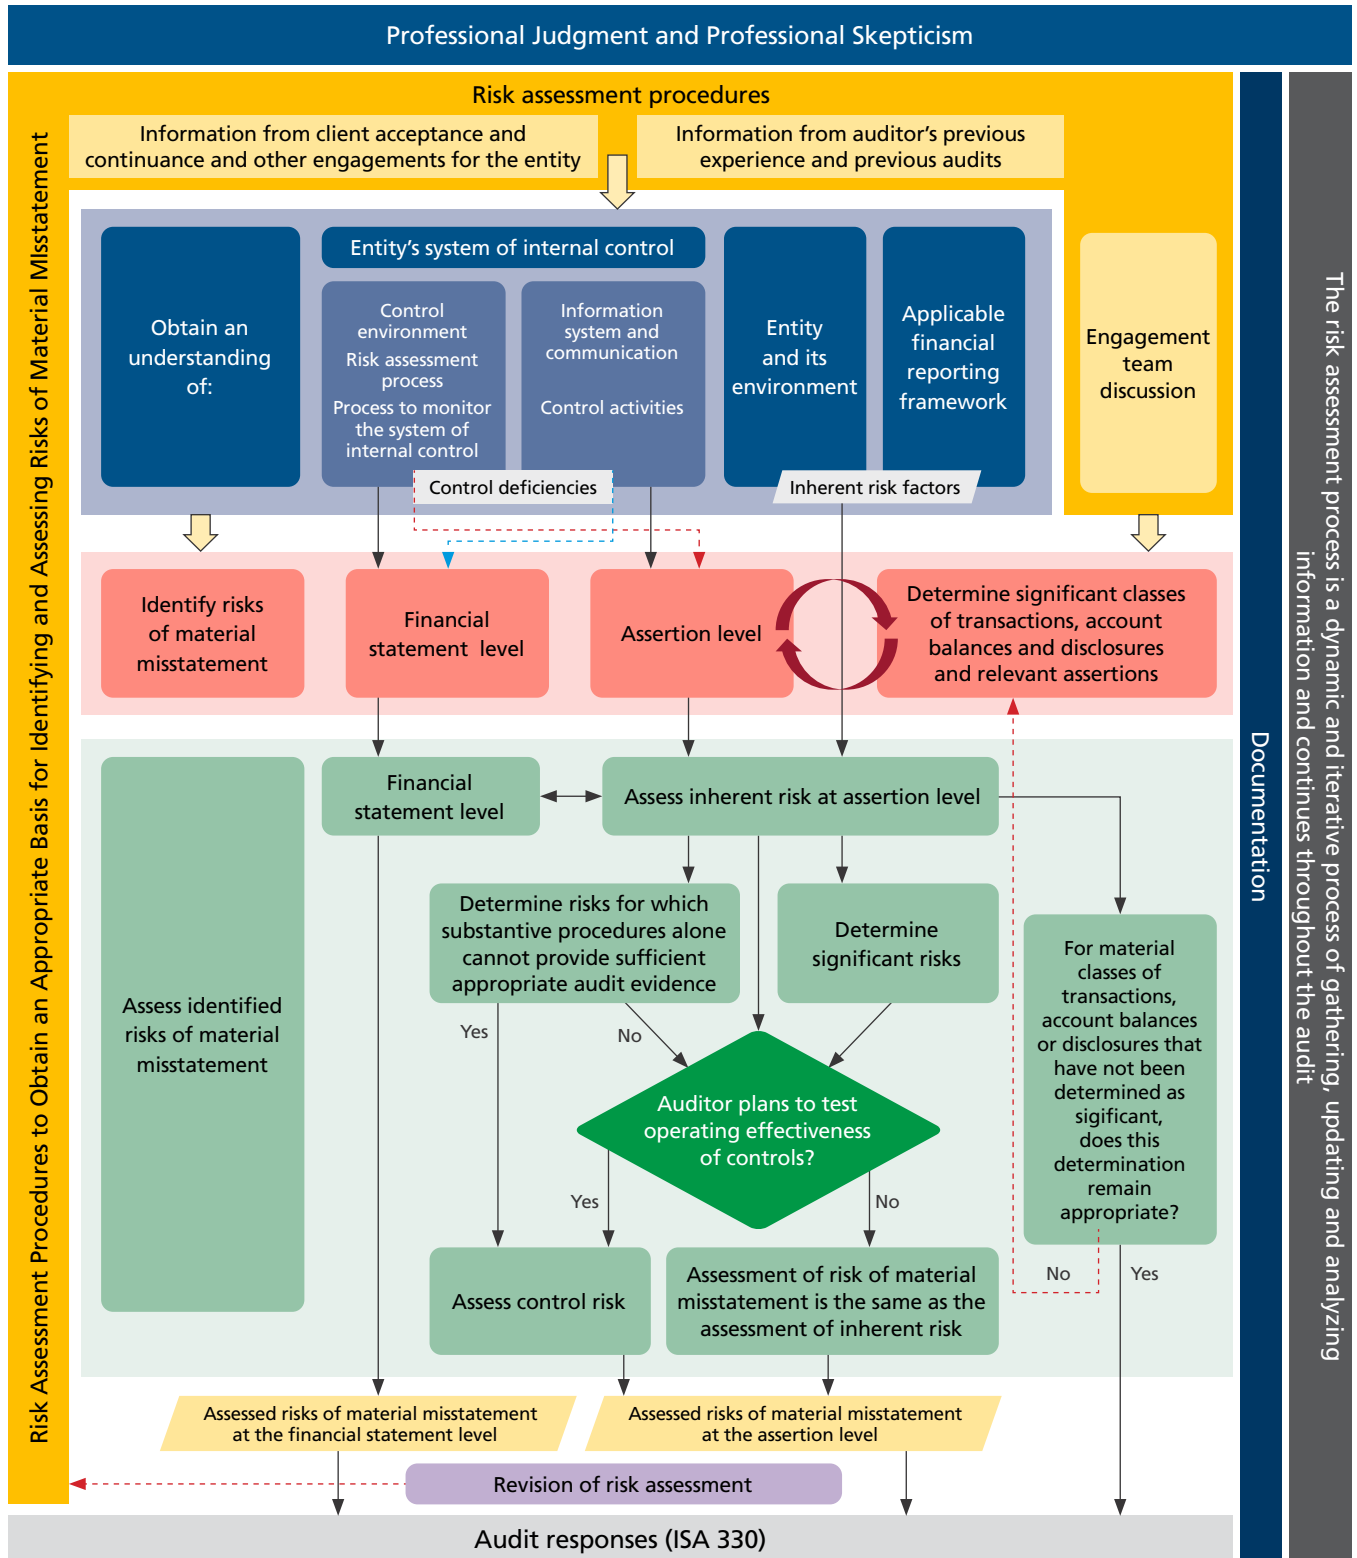 Professional Judgment and Professional Skepticism
Risk Assessment Procedures to Obtain an Appropriate Basis for Identifying and Assessing Risks of Material MIsstatement
Risk assessment procedures
Information from client acceptance and
continuance and other engagements for the entity
Information from auditor’s previous
experience and previous audits
Obtain an
understanding
of:
Entity’s system of internal control
Control
environment
Risk assessment
process
Process to monitor
the system of
internal control
Information
system and
communication
Control activities
Entity
and its
environment
Applicable
financial
reporting
framework
Engagement
team
discussion
Control deficiencies
Inherent risk factors
Identify risks
of material
misstatement
Financial
statement level
Assertion level
Determine significant classes
of transactions, account
balances and disclosures
and relevant assertions
Assess identified
risks of material
misstatement
Financial
statement level
Assess inherent risk at assertion level
Determine risks for which
substantive procedures alone
cannot provide sufficient
appropriate audit evidence
Determine
significant risks
For material
classes of
transactions,
account balances
or disclosures that
have not been
determined as
sigificant,
does this
determination
remain
appropriate?
Yes
No
Auditor plans to test
operating effectiveness
of controls?
Yes
No
No
Yes
Assess control risk
Assessment of risk of material
misstatement is the same as the
assessment of inherent risk
Assessed risks of material misstatement
at the financial statement level
Assessed risks of material misstatement
at the assertion level
Revision of risk assessment
Audit responses (ISA 330)
Documentation
The risk assessment process is a dynamic and iterative process of gathering, updating and analyzing
information and continues throughout the audit